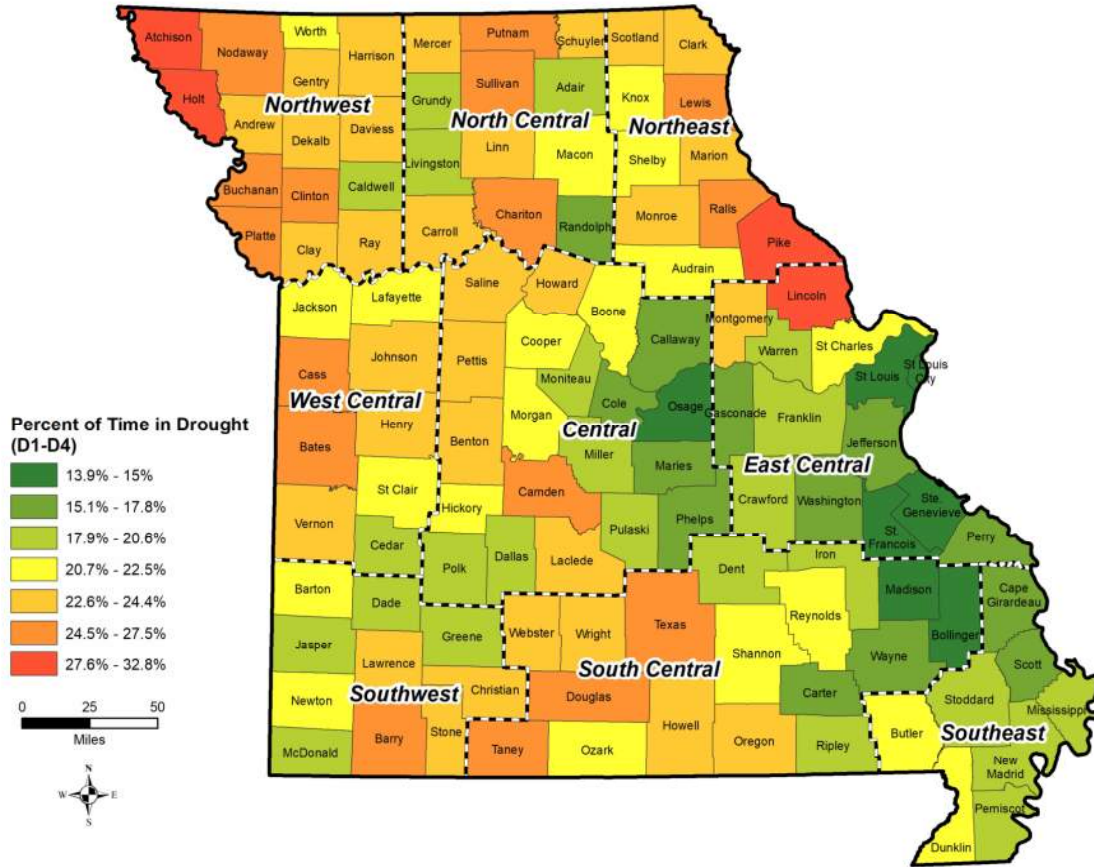 Atchison
Nodaway
Worth
Harrison
Mercer
Putnam
Schuyler
Scotland
Clark
Holt
Gentry
Northwest
Andrew
Dekalb
Daviess
Grundy
Sullivan
Adair
North Central
Knox
Lewis
Northeast
Livingston
Linn
Macon
Shelby
Marion
Buchanan
Clinton
Caldwell
Chariton
Randolph
Monroe
Ralls
Pike
Platte
Clay
Ray
Carroll
Audrain
Jackson
Lafayette
Saline
Howard
Boone
Callaway
Montgomery
Lincoln
Warren
St Charles
St Louis
St Louis
City
Cass
Johnson
Pettis
Cooper
Moniteau
Cole
Osage
Gasconade
Franklin
Jefferson
West Central
Bates
Henry
Benton
Morgan
Central
Miller
Maries
East Central
Crawford
Washington
Ste.
Genevieve
St.
Francois
Perry
Vernon
St Clair
Hickory
Camden
Pulaski
Phelps
Cedar
Polk
Dallas
Laclede
Dent
Iron
Madison
Bollinger
Cape
Girardeau
Barton
Dade
Greene
Webster
Wright
Texas
Reynolds
Wayne
Scott
Jasper
Lawrence
Christian
South Central
Shannon
Carter
Stoddard
Mississippi
Newton
Southwest
Stone
Douglas
Howell
Oregon
Ripley
Butler
Southeast
McDonald
Barry
Taney
Ozark
New
Madrid
Pemiscot
Dunklin
Percent of Time in Drought
(D1-D4)
13.9% - 15%
15.1% - 17.8%
17.9% - 20.6%
20.7% - 22.5%
22.6% - 24.4%
24.5% - 27.5%
27.6% - 32.8%
0 25 50
Miles
N
W E
S